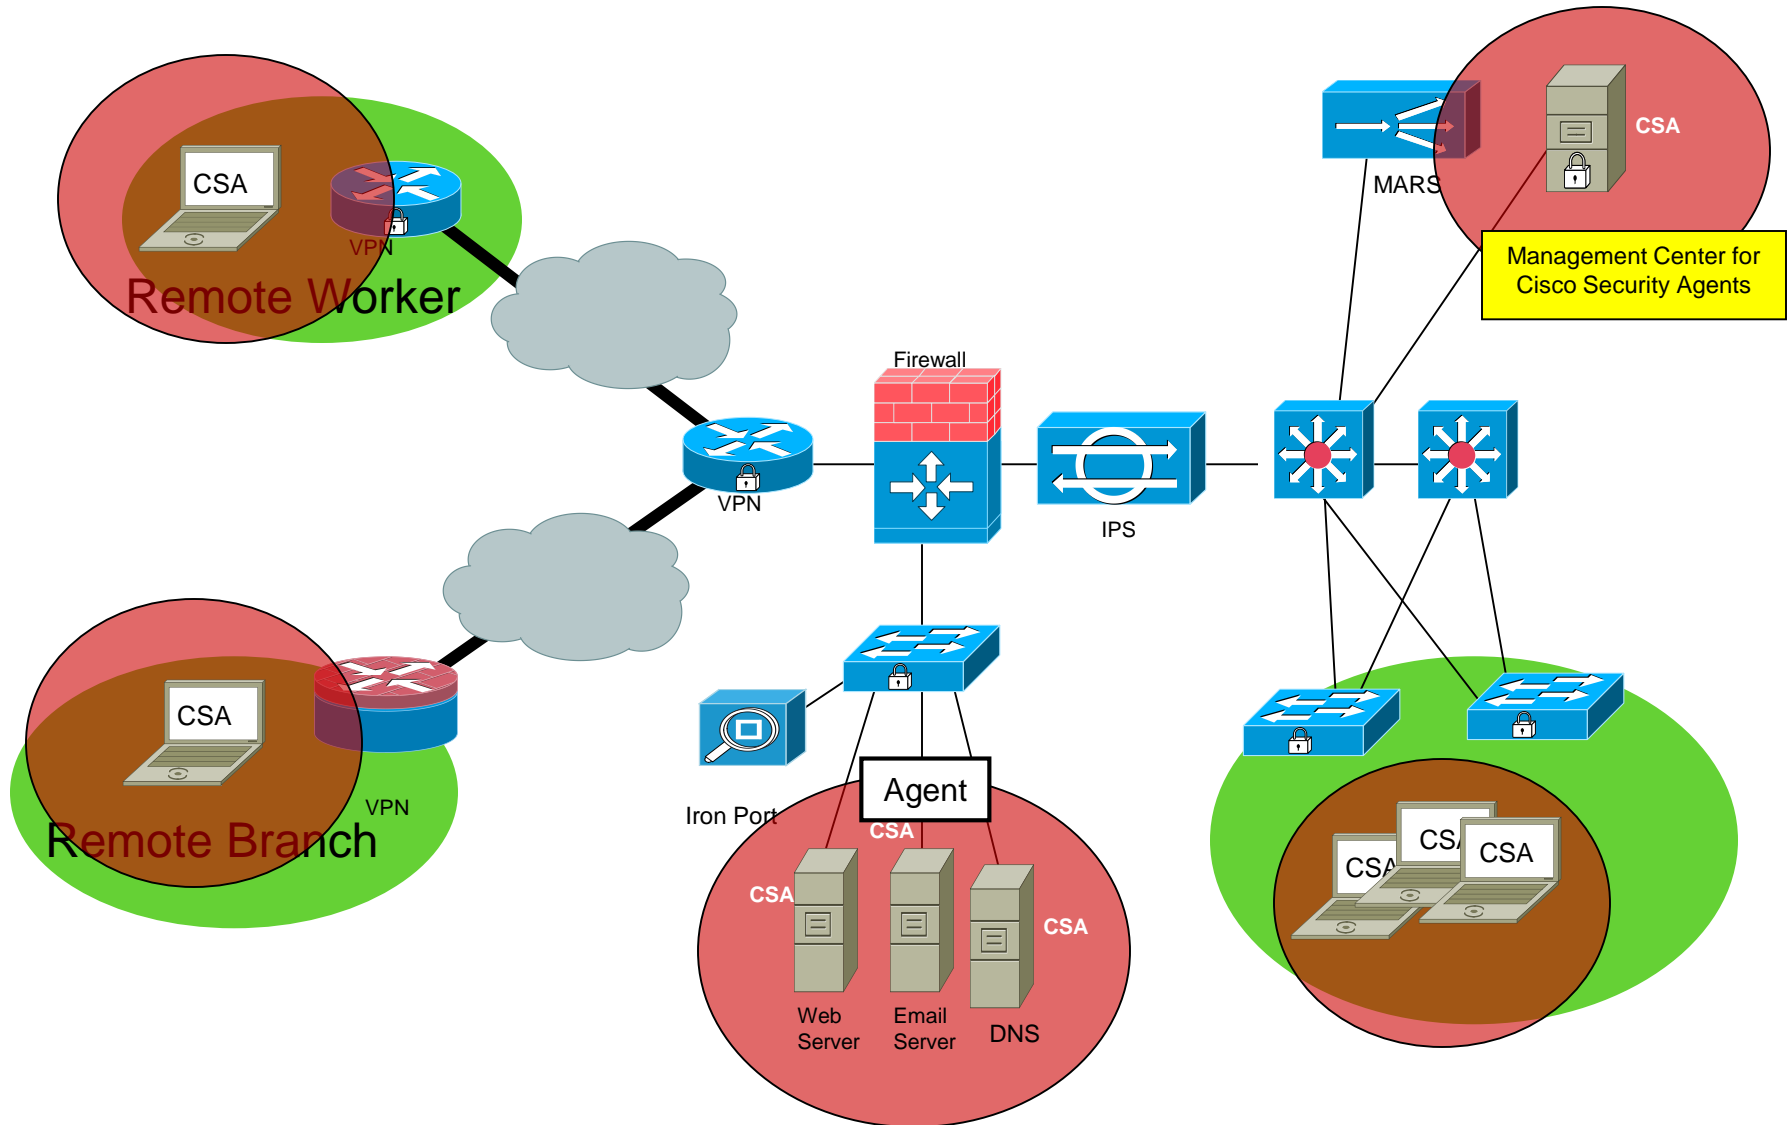 CSA
VPN
Remote Worker
MARS
CSA
Management Center for
Cisco Security Agents
Firewall
VPN
IPS
CSA
VPN
Remote Branch
Iron Port
Agent
CSA
CSA
CSA
Web
Server
Email
Server
DNS
CSA
CSA
CSA